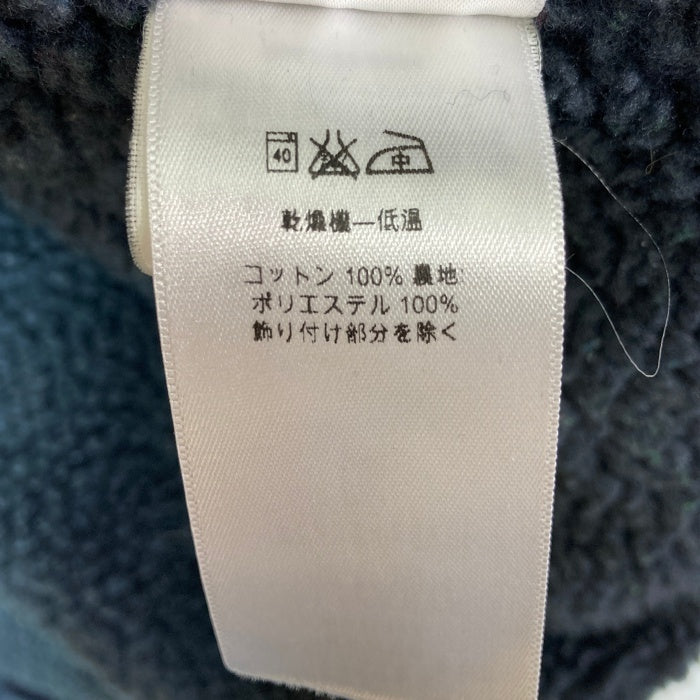 40 中
乾燥機—低温
コットン 100% 裏地:
ポリエステル 100%
飾り付け部分を除く